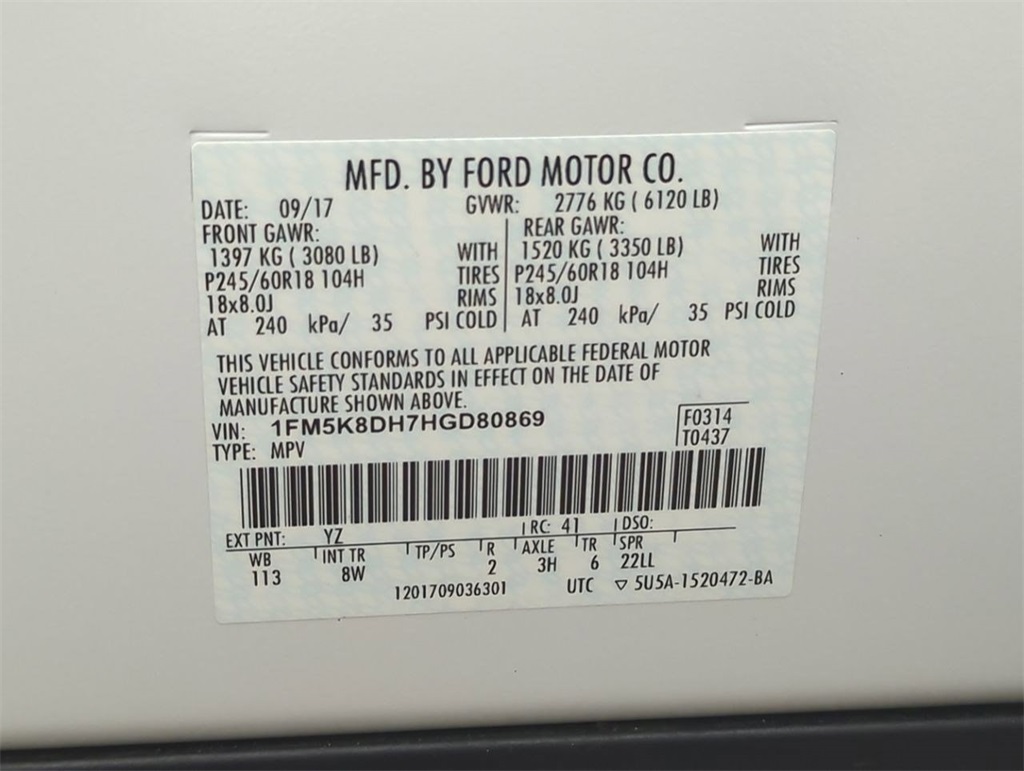 MFD. BY FORD MOTOR CO.
DATE: 09/17 GVWR: 2776 KG ( 6120 LB)
FRONT GAWR: REAR GAWR:
1397 KG ( 3080 LB) WITH 1520 KG ( 3350 LB) WITH
P245/60R18 104H TIRES P245/60R18 104H TIRES
18x8.0J RIMS 18x8.0J RIMS
AT 240 kPa/ 35 PSI COLD AT 240 kPa/ 35 PSI COLD
THIS VEHICLE CONFORMS TO ALL APPLICABLE FEDERAL MOTOR
VEHICLE SAFETY STANDARDS IN EFFECT ON THE DATE OF
MANUFACTURE SHOWN ABOVE.
VIN: 1FM5K8DH7HGD80869 F0314
TYPE: MPV T0437
EXT PNT: YZ RC: 41 DSO:
WB INT TR TP/PS R AXLE TR SPR
113 8W 2 3H 6 22LL
1201709036301 UTC ▽ 5U5A-1520472-BA